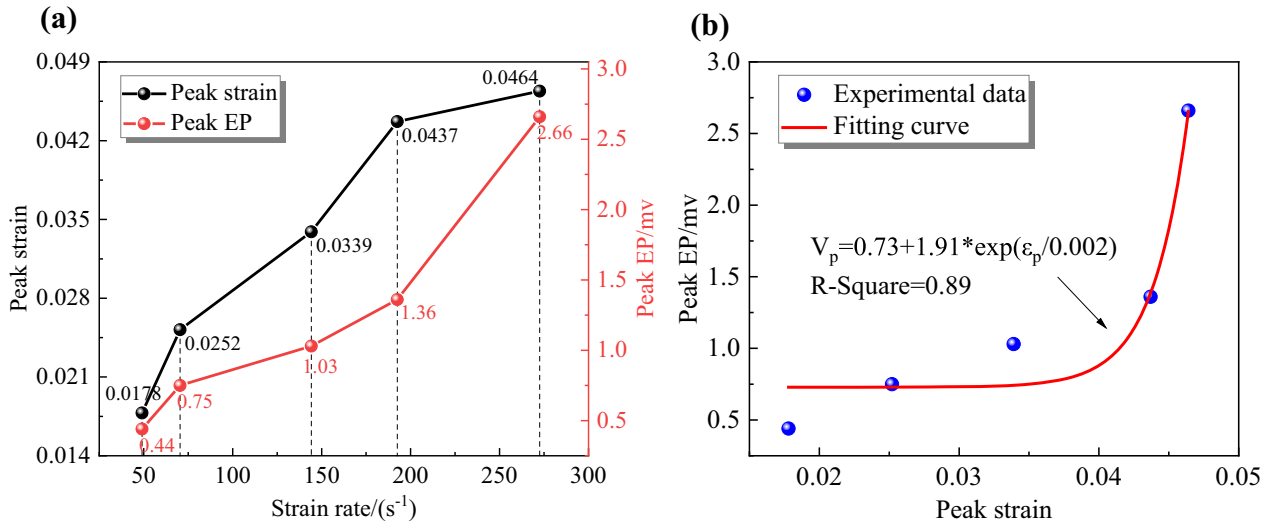 (a)
0.049
0.042
0.035
0.028
0.021
0.014
Peak strain
Peak strain
Peak EP
0.0178
0.0252
0.0339
0.0437
0.0464
0.44
0.75
1.03
1.36
2.66
3.0
2.5
2.0
1.5
1.0
0.5
Peak EP/mv
50
100
150
200
250
300
Strain rate/(s⁻¹)
(b)
3.0
2.5
2.0
1.5
1.0
0.5
Peak EP/mv
Experimental data
Fitting curve
Vₚ=0.73+1.91*exp(εₚ/0.002)
R-Square=0.89
0.02
0.03
0.04
0.05
Peak strain